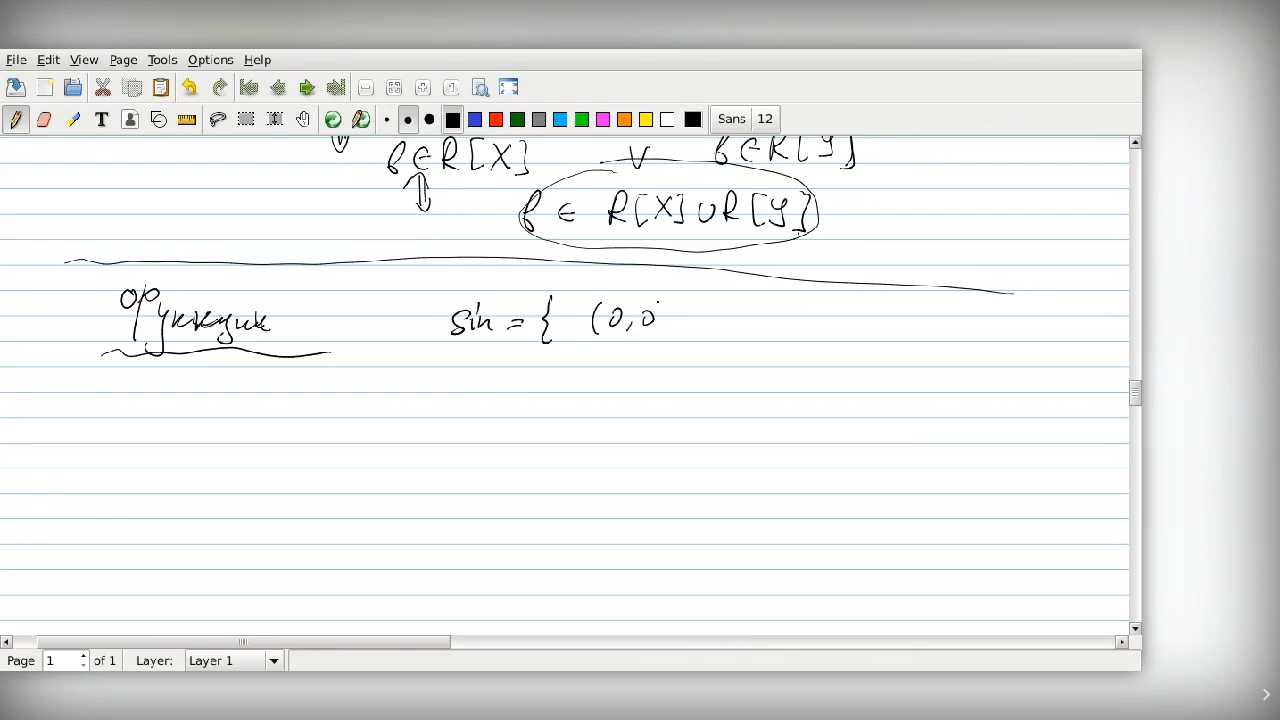 File Edit View Page Tools Options Help
Sans 12
b ∈ R[X] ∨ b ∈ R[Y]
⇕
b ∈ R[X] ∪ R[Y]
sin = { (0,0
Page 1 of 1 Layer: Layer 1